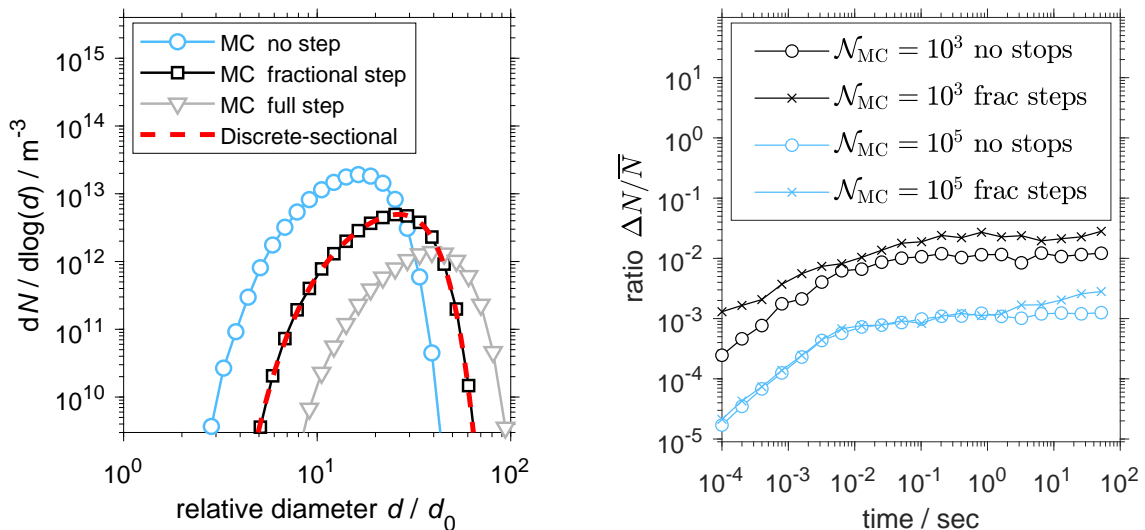 MC no step
MC fractional step
MC full step
Discrete-sectional
10^15
10^14
10^13
10^12
10^11
10^10
dN / dlog(d) / m^-3
10^0
10^1
10^2
relative diameter d / d_0
𝒩_MC = 10^3 no stops
𝒩_MC = 10^3 frac steps
𝒩_MC = 10^5 no stops
𝒩_MC = 10^5 frac steps
10^2
10^0
10^-1
10^-2
10^-3
10^-4
10^-5
ratio ΔN/N̅
10^-4
10^-3
10^-2
10^-1
10^0
10^1
10^2
time / sec